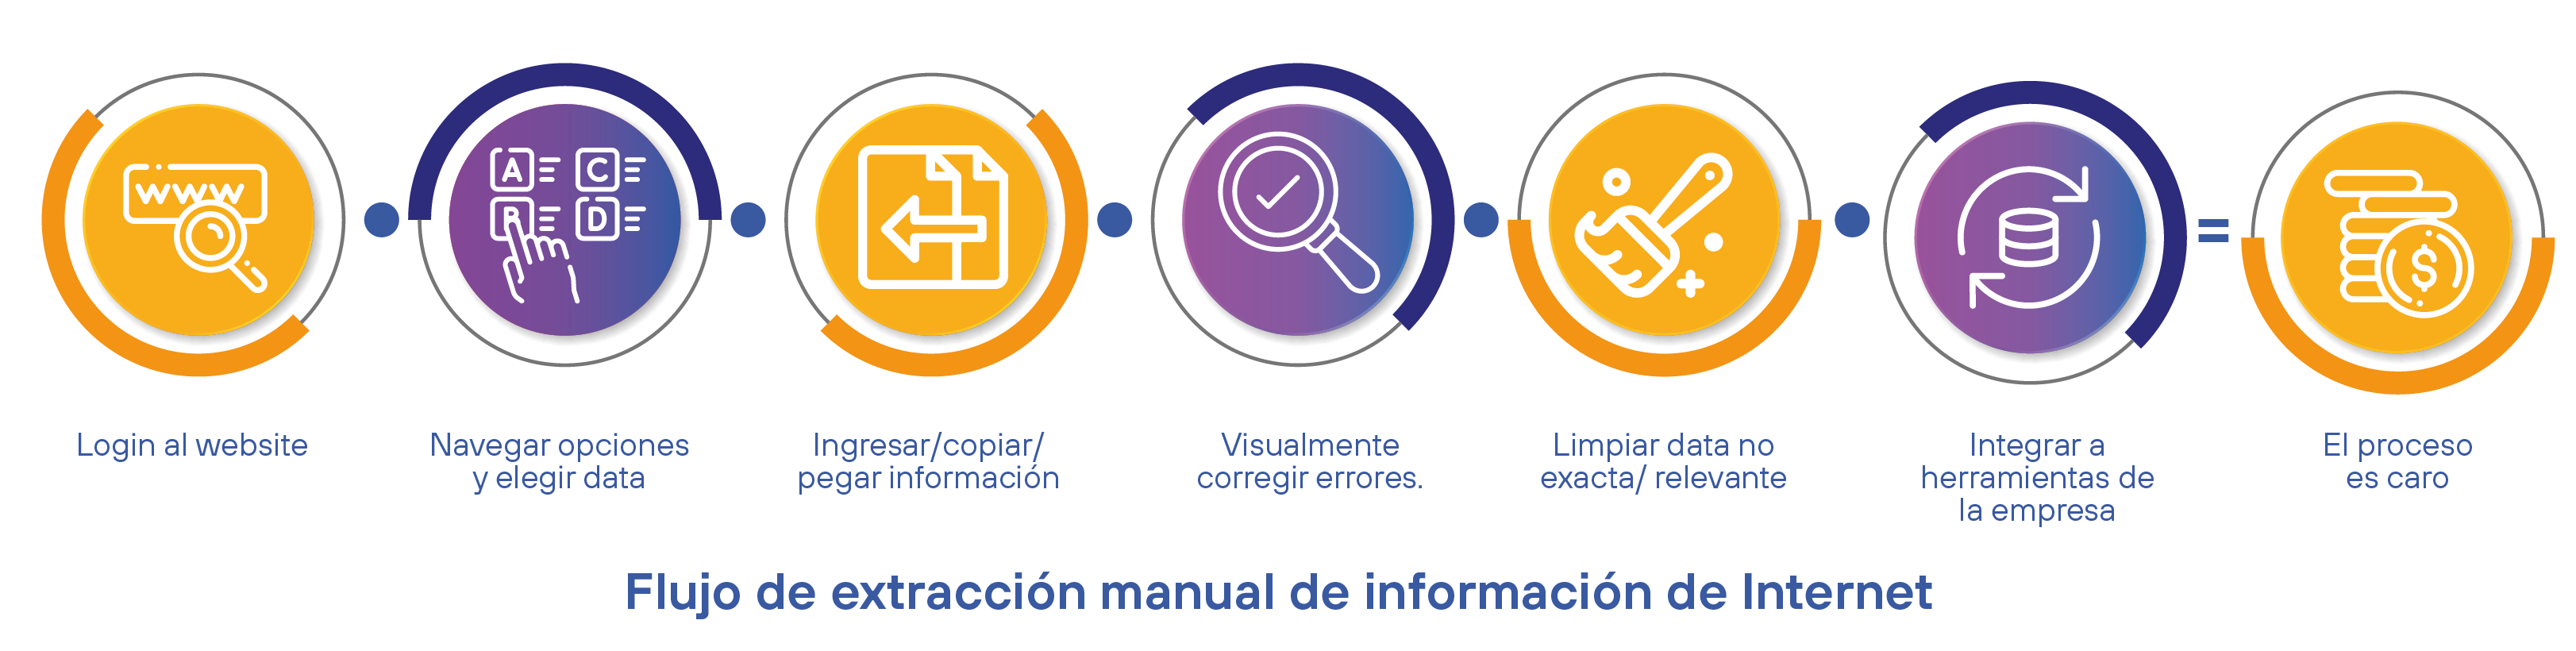 www
A
C
B
D
=
$
Login al website
Navegar opciones
y elegir data
Ingresar/copiar/
pegar información
Visualmente
corregir errores.
Limpiar data no
exacta/ relevante
Integrar a
herramientas de
la empresa
El proceso
es caro
Flujo de extracción manual de información de Internet